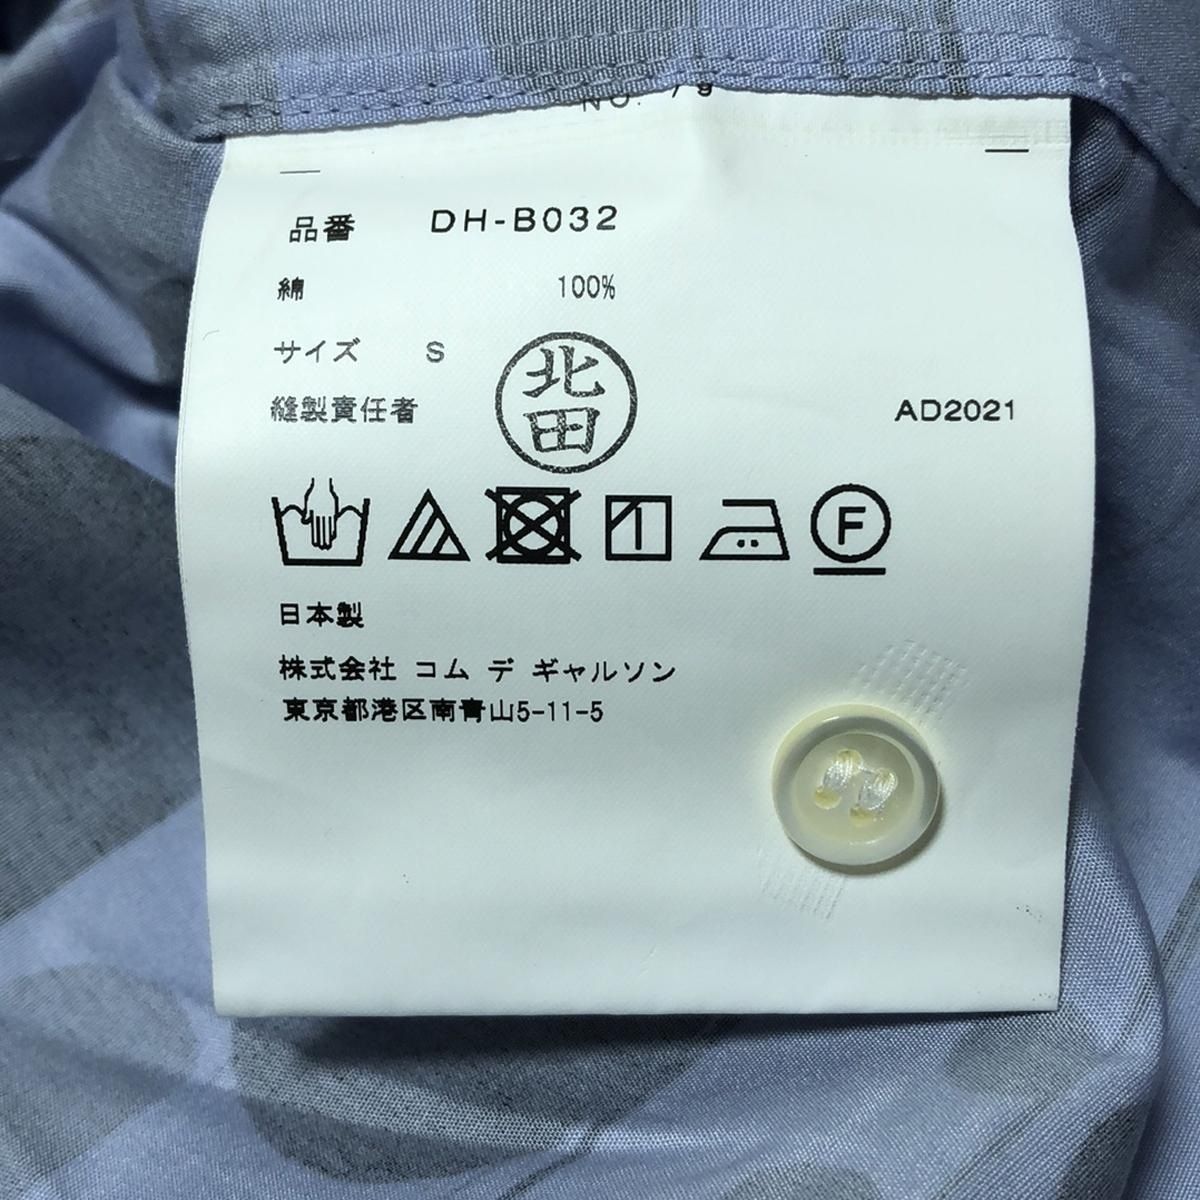 NO. 79
品番 DH-B032
綿 100%
サイズ S
北田
縫製責任者 AD2021
F
日本製
株式会社 コム デ ギャルソン
東京都港区南青山5-11-5